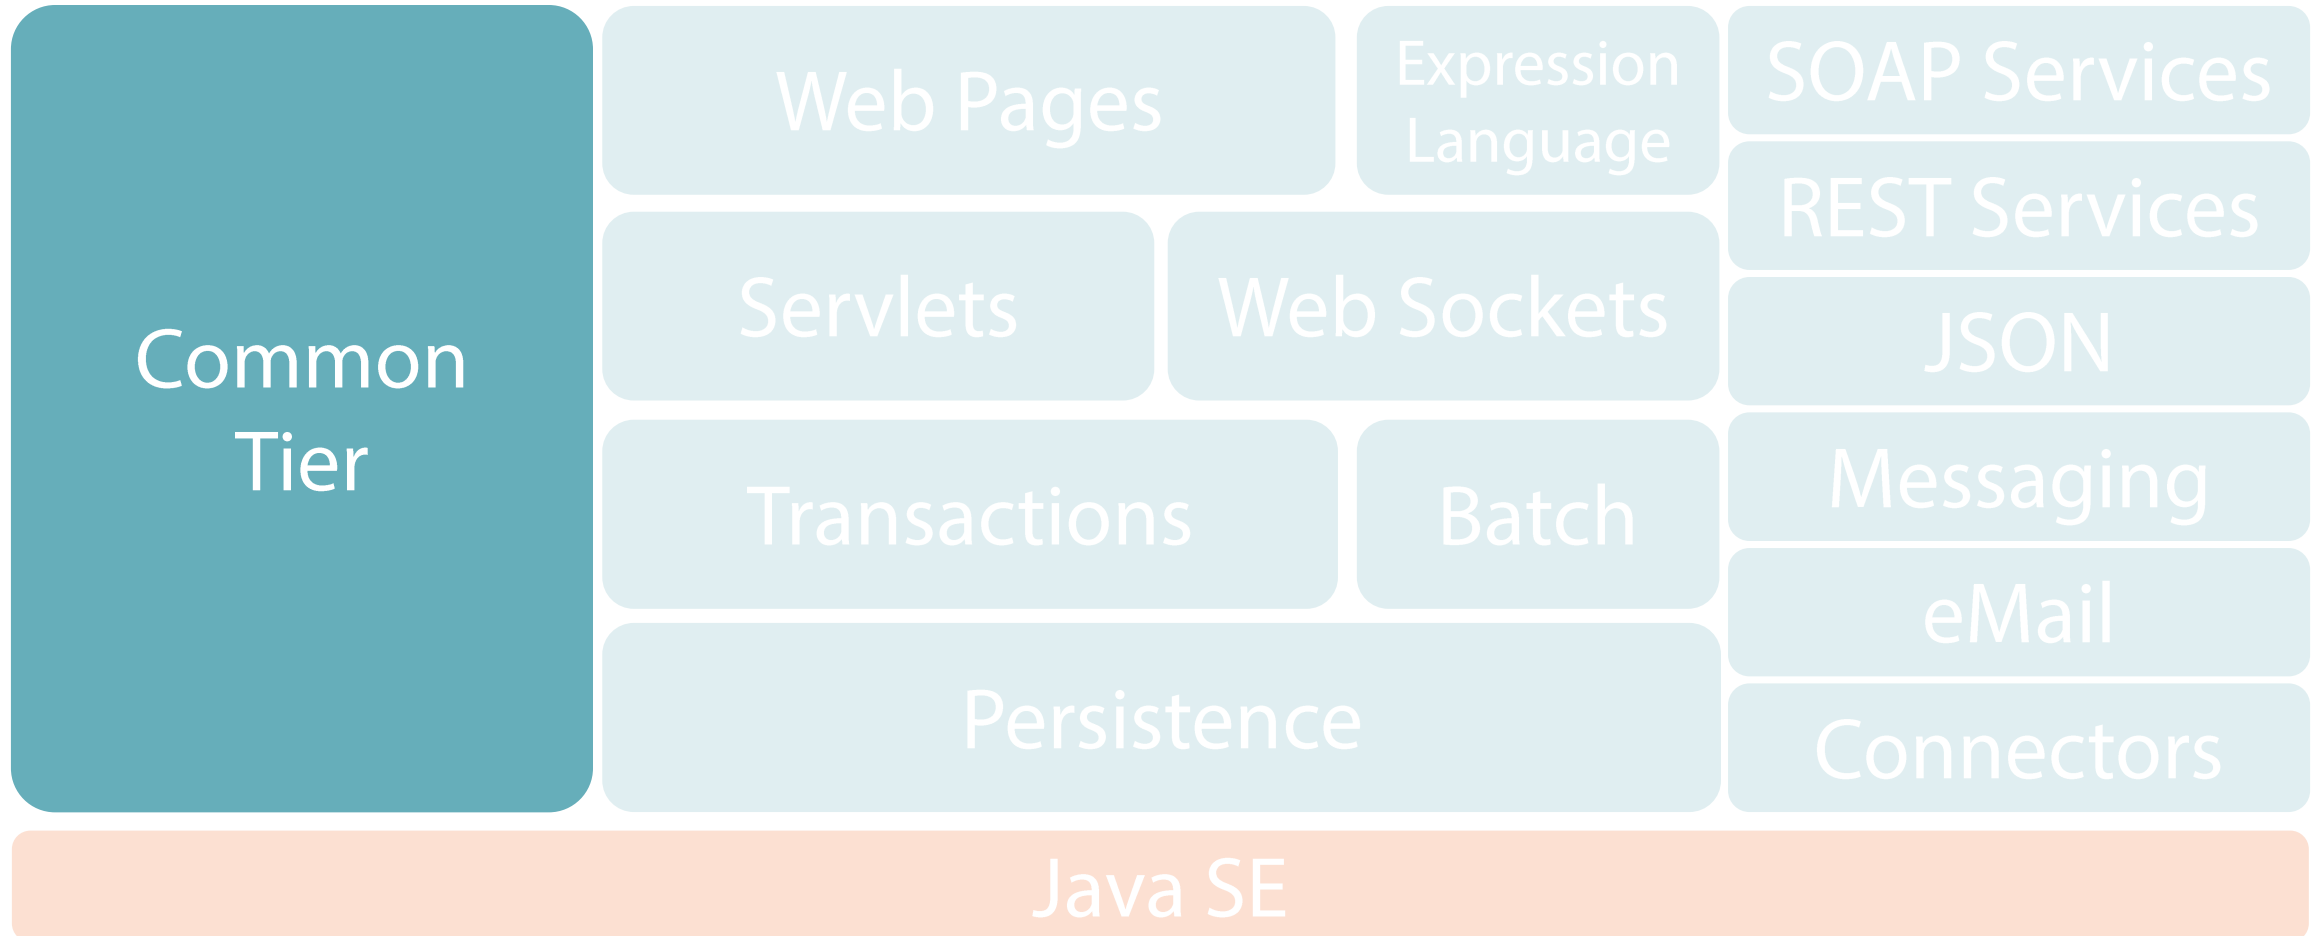 Common
Tier
Web Pages
Expression
Language
Servlets
Web Sockets
Transactions
Batch
Persistence
SOAP Services
REST Services
JSON
Messaging
eMail
Connectors
Java SE